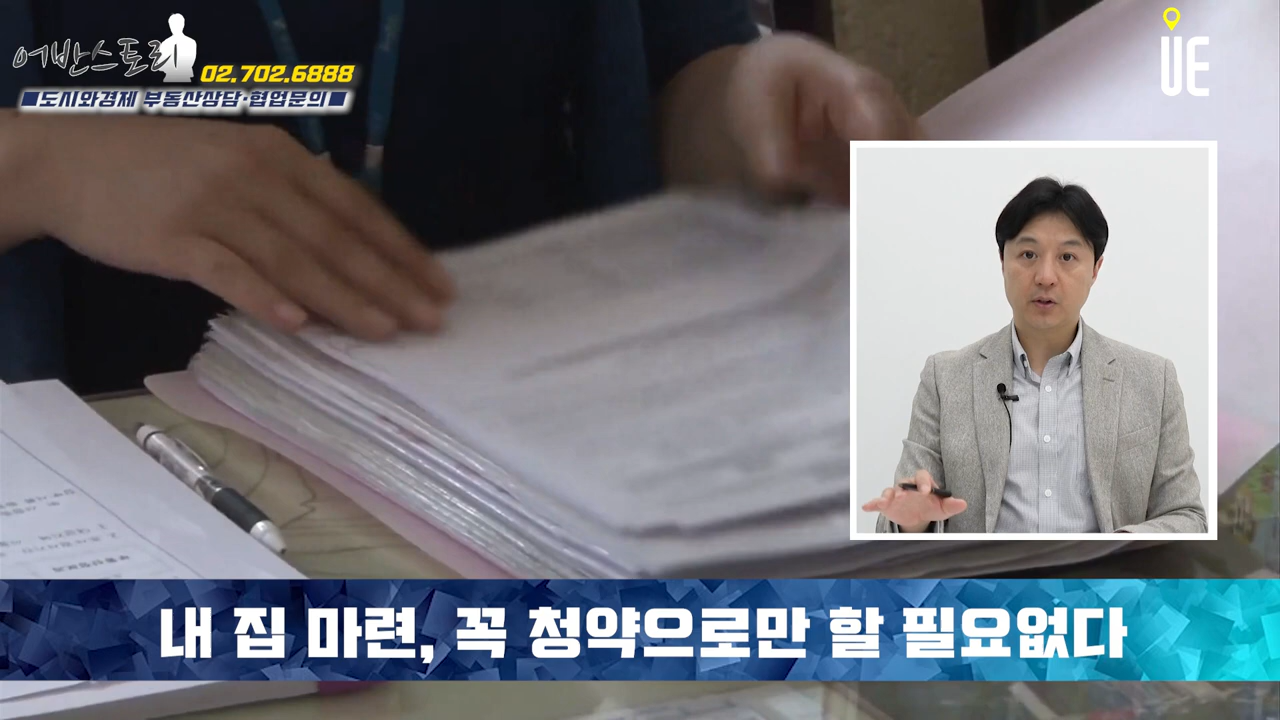 어반스토리
02.702.6888
■도시와경제 부동산상담·협업문의■
UE
내 집 마련, 꼭 청약으로만 할 필요없다